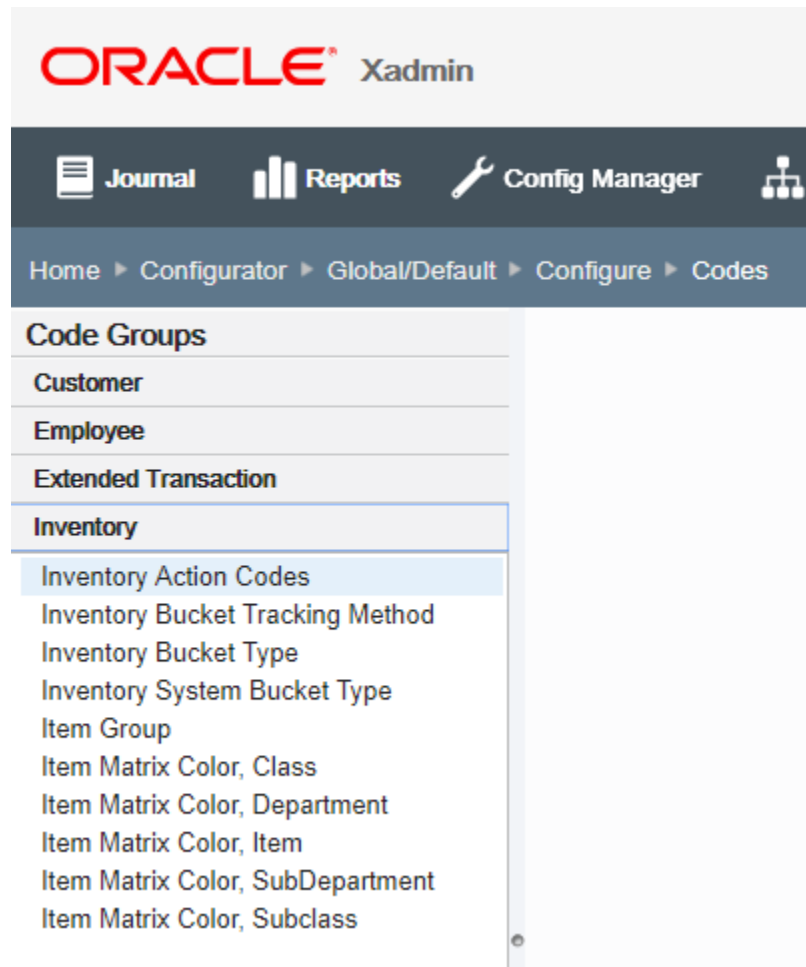 ORACLE® Xadmin
Journal Reports Config Manager
Home ▶ Configurator ▶ Global/Default ▶ Configure ▶ Codes
Code Groups
Customer
Employee
Extended Transaction
Inventory
Inventory Action Codes
Inventory Bucket Tracking Method
Inventory Bucket Type
Inventory System Bucket Type
Item Group
Item Matrix Color, Class
Item Matrix Color, Department
Item Matrix Color, Item
Item Matrix Color, SubDepartment
Item Matrix Color, Subclass